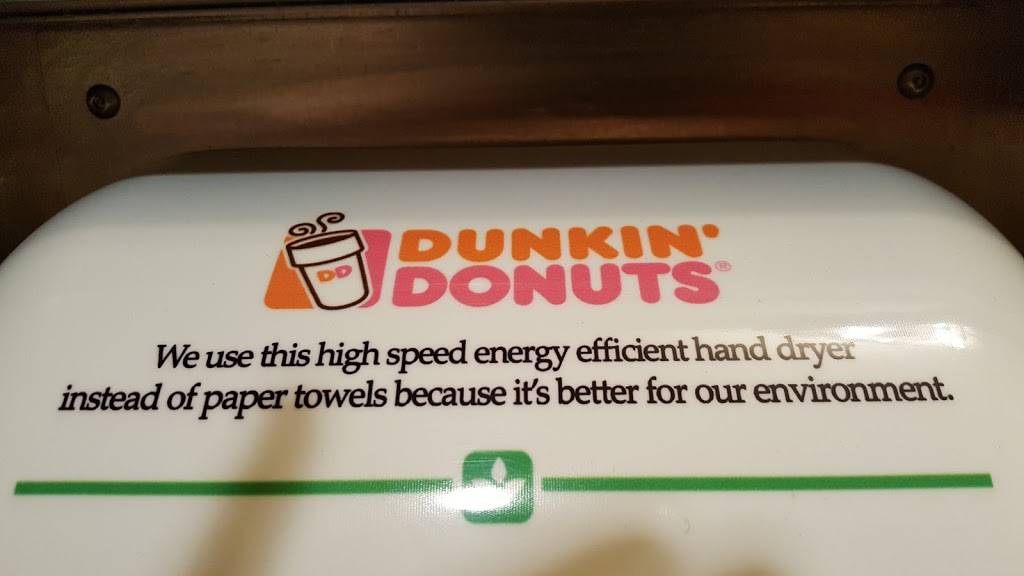 DD
DUNKIN'
DONUTS®
We use this high speed energy efficient hand dryer
instead of paper towels because it's better for our environment.